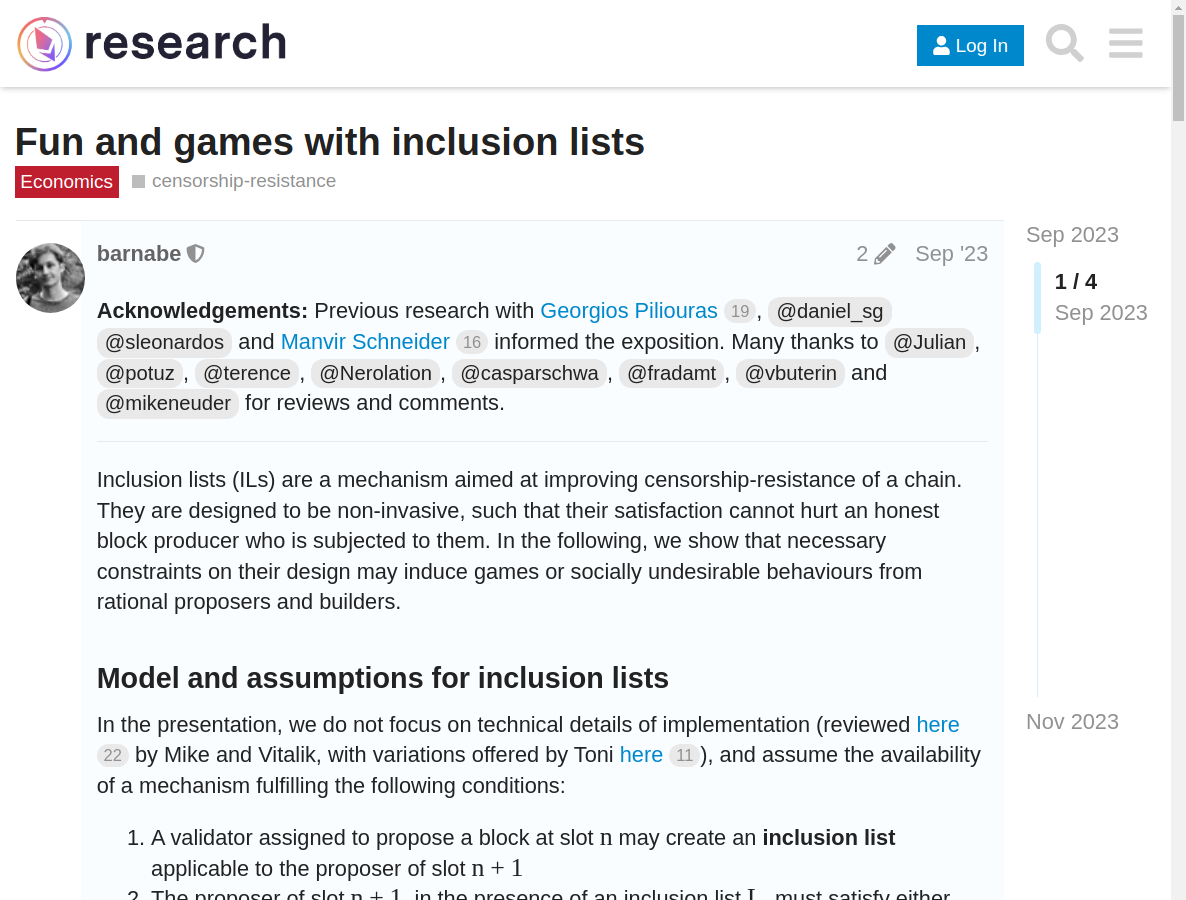 research
Log In
Fun and games with inclusion lists
Economics censorship-resistance
barnabe 2 Sep '23
Sep 2023
1 / 4
Sep 2023
Acknowledgements: Previous research with Georgios Piliouras 19 , @daniel_sg
@sleonardos and Manvir Schneider 16 informed the exposition. Many thanks to @Julian ,
@potuz , @terence , @Nerolation , @casparschwa , @fradamt , @vbuterin and
@mikeneuder for reviews and comments.
Inclusion lists (ILs) are a mechanism aimed at improving censorship-resistance of a chain.
They are designed to be non-invasive, such that their satisfaction cannot hurt an honest
block producer who is subjected to them. In the following, we show that necessary
constraints on their design may induce games or socially undesirable behaviours from
rational proposers and builders.
Model and assumptions for inclusion lists
In the presentation, we do not focus on technical details of implementation (reviewed here
22 by Mike and Vitalik, with variations offered by Toni here 11 ), and assume the availability
of a mechanism fulfilling the following conditions:
Nov 2023
1. A validator assigned to propose a block at slot n may create an inclusion list
applicable to the proposer of slot n + 1
2. The proposer of slot n + 1, in the presence of an inclusion list L, must satisfy either